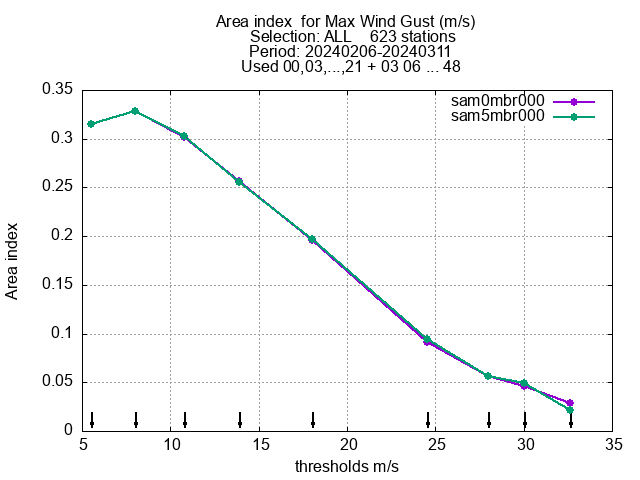 Area index  for Max Wind Gust (m/s)
Selection: ALL    623 stations
Period: 20240206-20240311
Used 00,03,...,21 + 03 06 ... 48
sam0mbr000
sam5mbr000
0.35
0.3
0.25
0.2
0.15
0.1
0.05
0
Area index
5 10 15 20 25 30 35
thresholds m/s